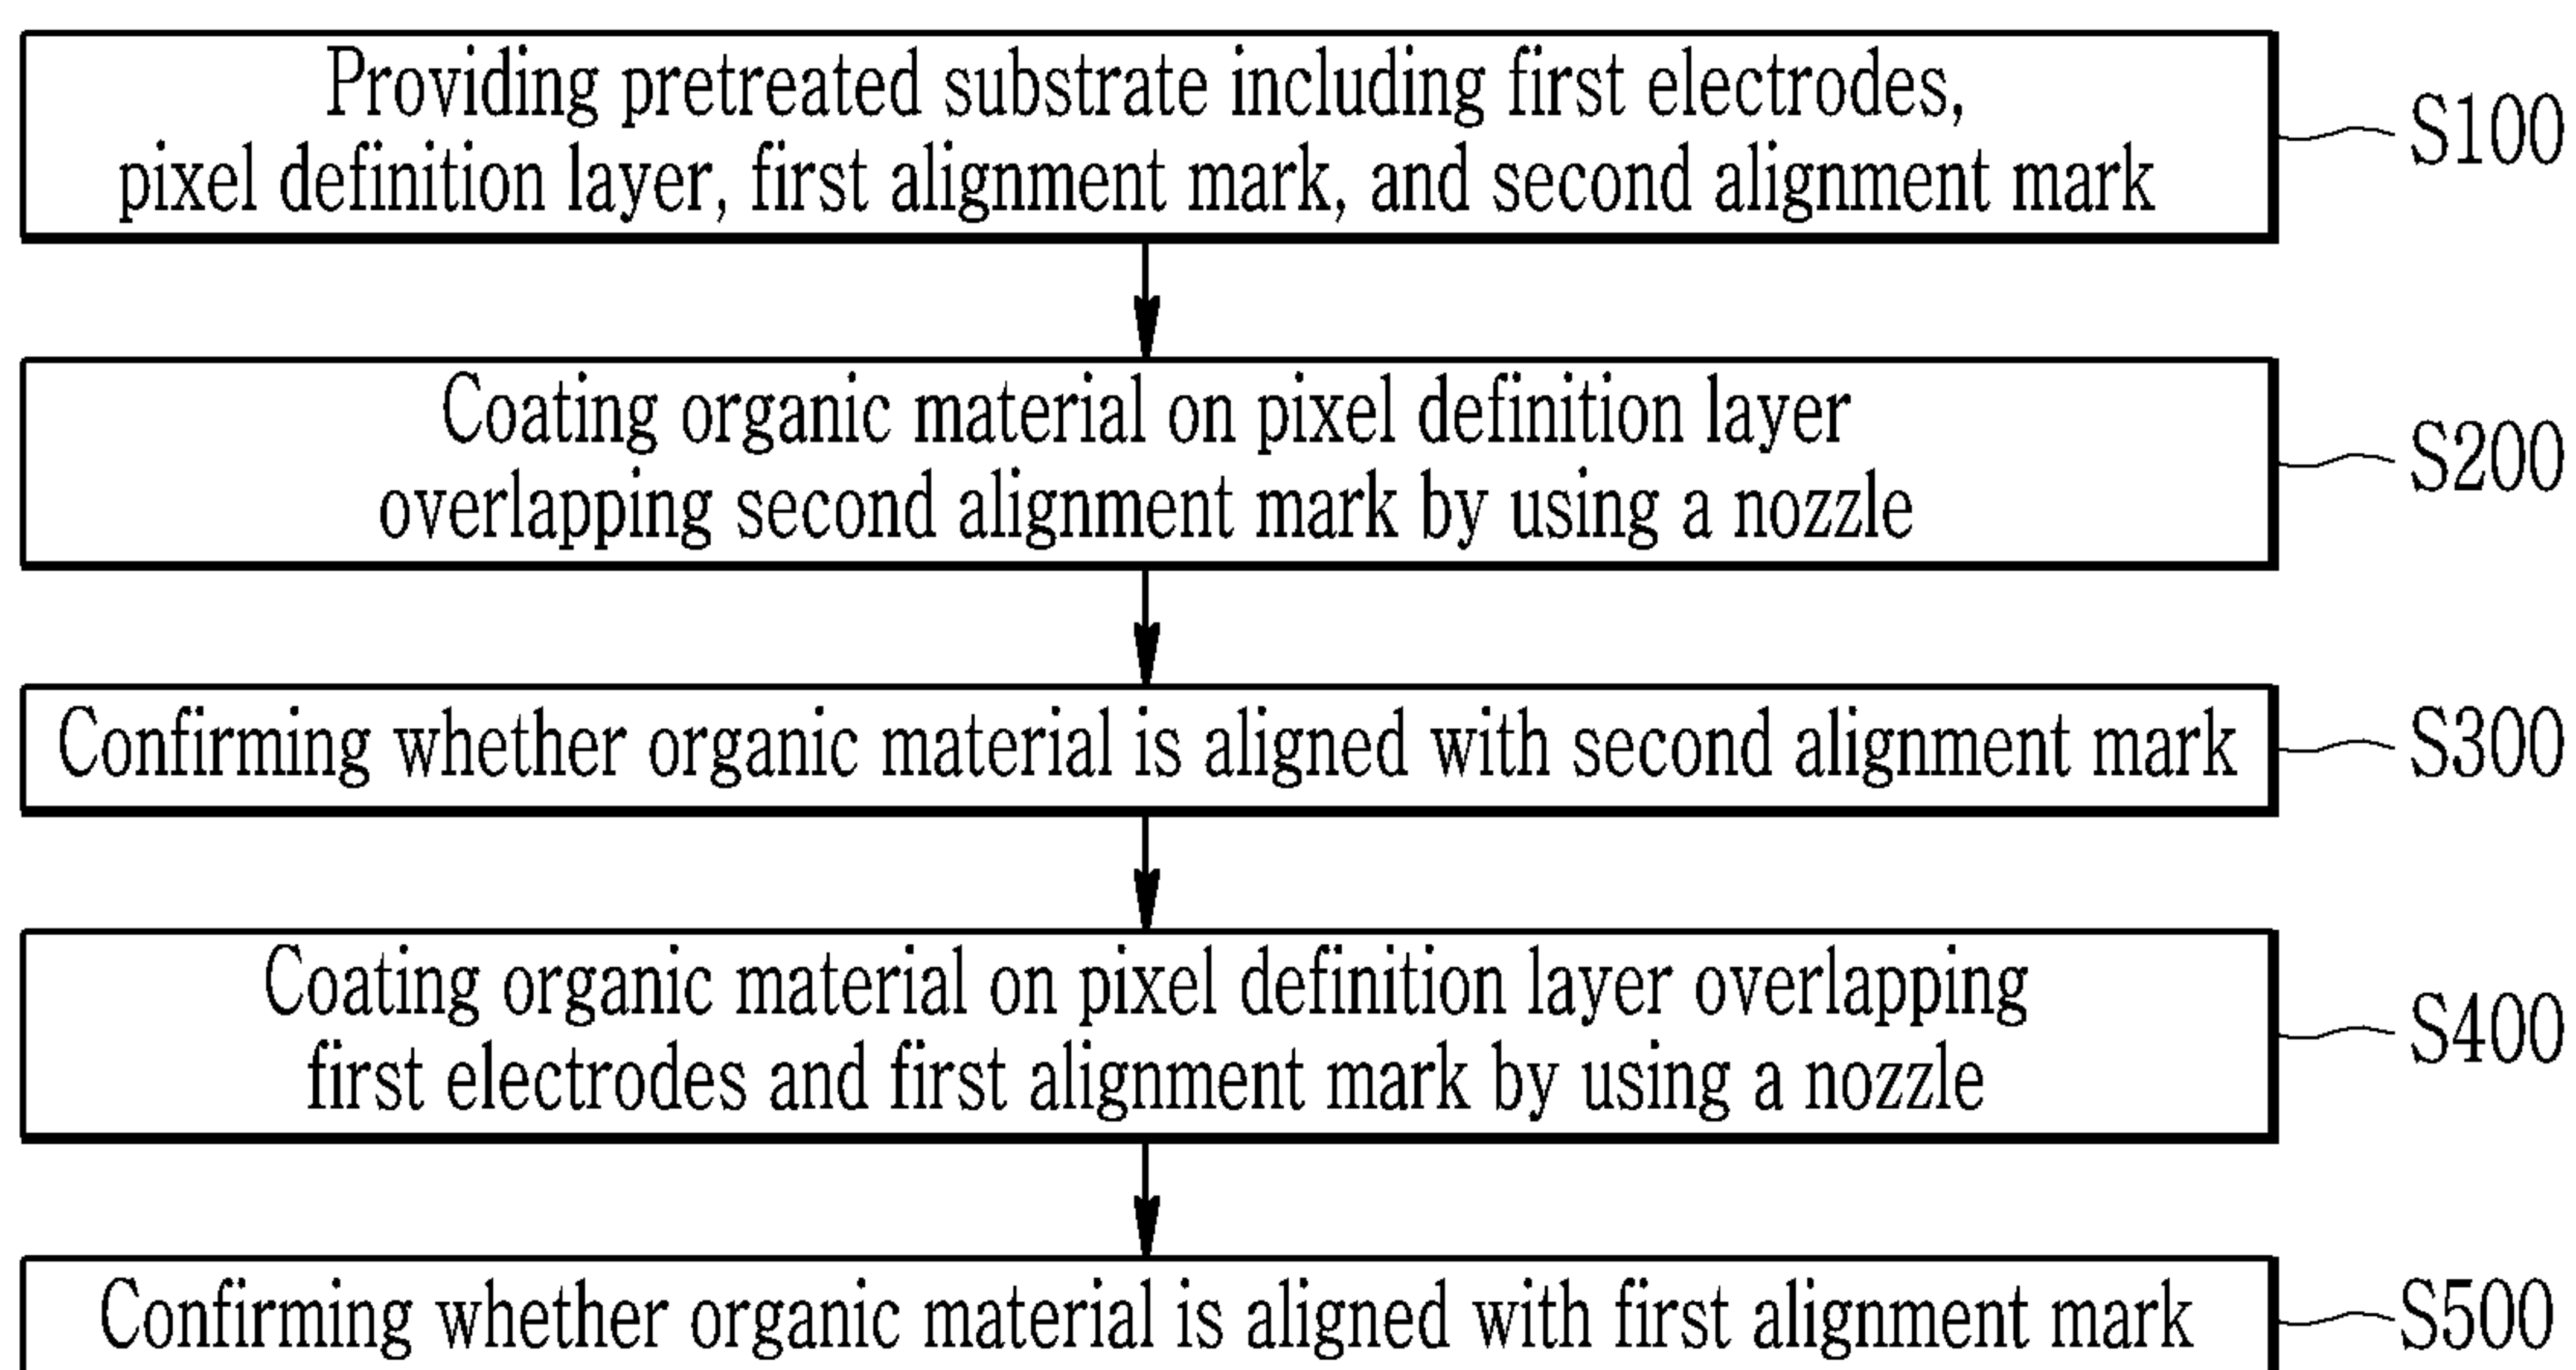 Providing pretreated substrate including first electrodes,
pixel definition layer, first alignment mark, and second alignment mark
S100
Coating organic material on pixel definition layer
overlapping second alignment mark by using a nozzle
S200
Confirming whether organic material is aligned with second alignment mark
S300
Coating organic material on pixel definition layer overlapping
first electrodes and first alignment mark by using a nozzle
S400
Confirming whether organic material is aligned with first alignment mark
S500